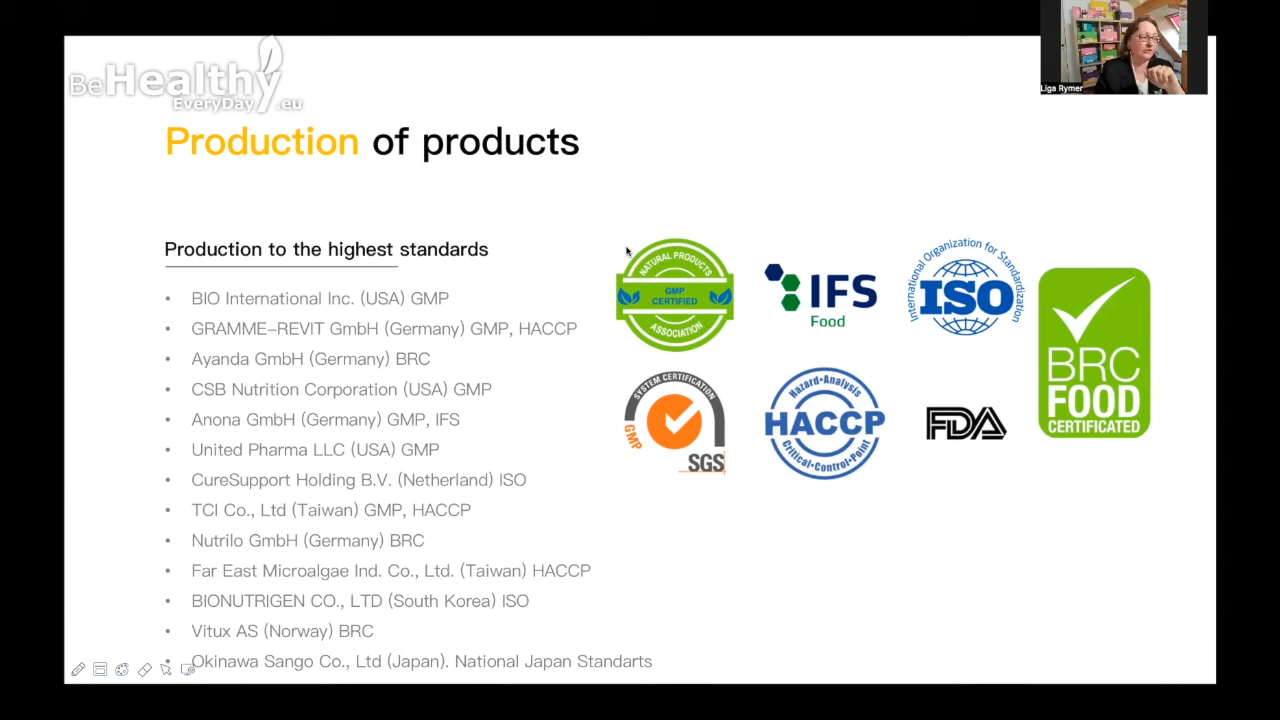 BeHealthy
EveryDay.eu
Liga Rymer
Production of products
Production to the highest standards
• BIO International Inc. (USA) GMP
• GRAMME-REVIT GmbH (Germany) GMP, HACCP
• Ayanda GmbH (Germany) BRC
• CSB Nutrition Corporation (USA) GMP
• Anona GmbH (Germany) GMP, IFS
• United Pharma LLC (USA) GMP
• CureSupport Holding B.V. (Netherland) ISO
• TCI Co., Ltd (Taiwan) GMP, HACCP
• Nutrilo GmbH (Germany) BRC
• Far East Microalgae Ind. Co., Ltd. (Taiwan) HACCP
• BIONUTRIGEN CO., LTD (South Korea) ISO
• Vitux AS (Norway) BRC
• Okinawa Sango Co., Ltd (Japan). National Japan Standarts
NATURAL PRODUCTS
GMP
CERTIFIED
ASSOCIATION
IFS
Food
International Organization for Standardization
ISO
BRC
FOOD
CERTIFICATED
SYSTEM CERTIFICATION
GMP
SGS
Hazard•Analysis
HACCP
Critical•Control•Point
FDA